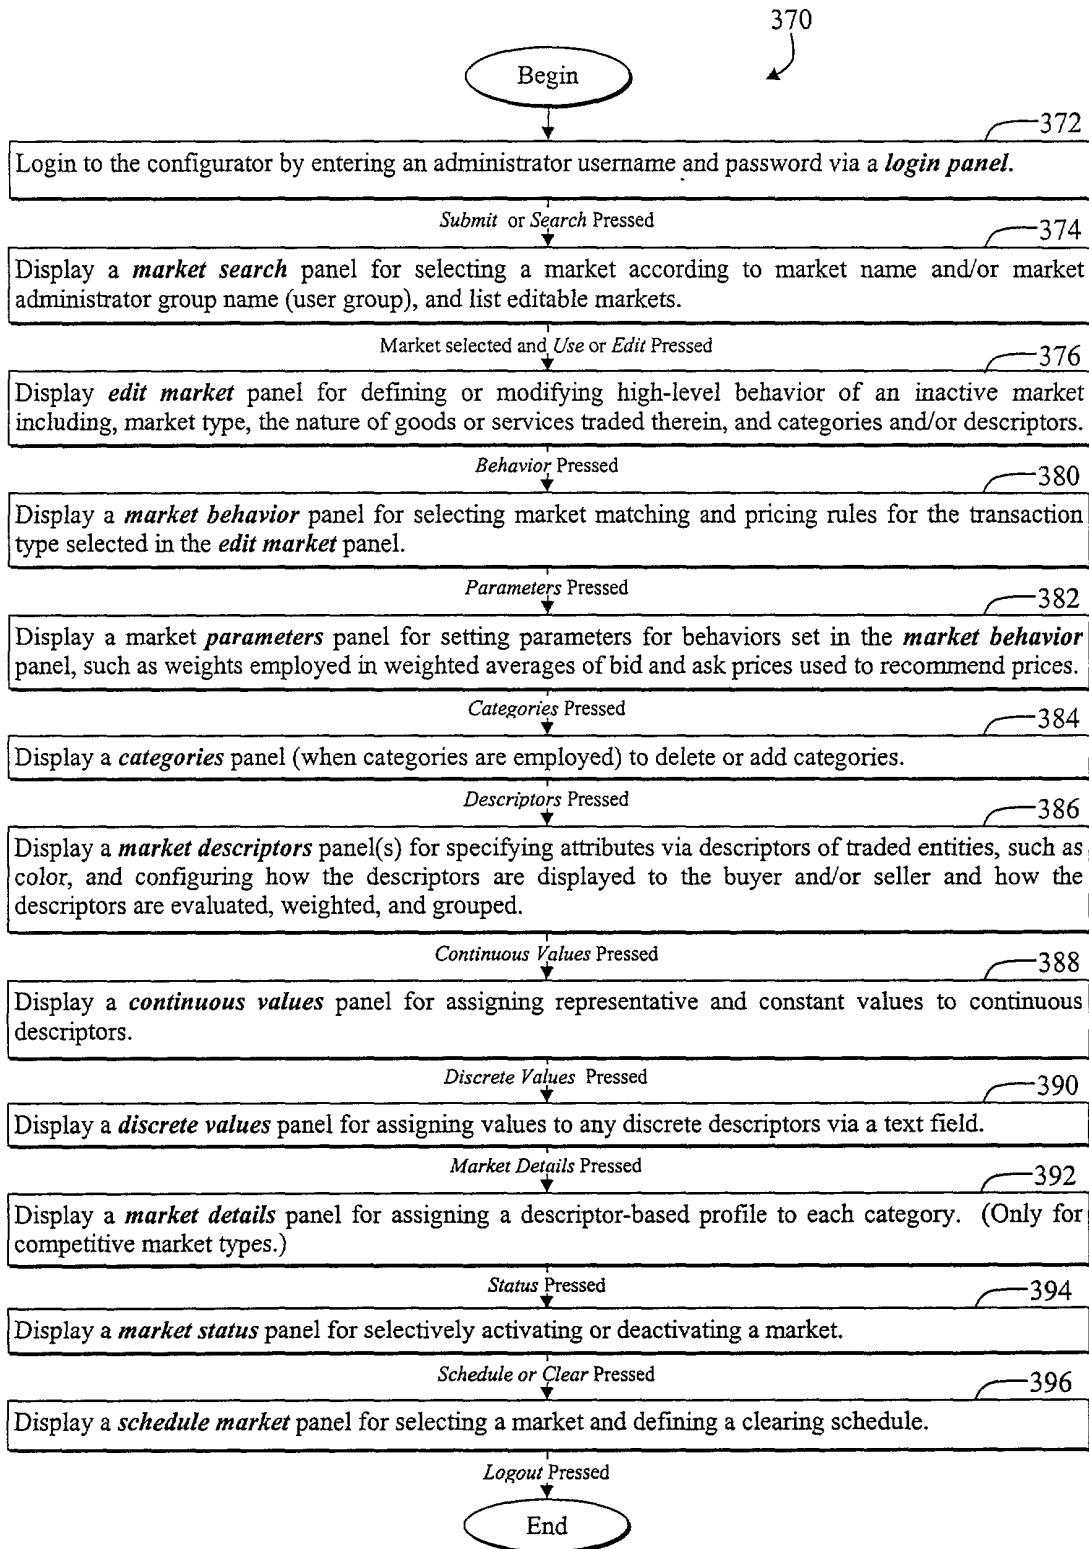 370
Begin
372
Login to the configurator by entering an administrator username and password via a login panel.
Submit or Search Pressed
374
Display a market search panel for selecting a market according to market name and/or market
administrator group name (user group), and list editable markets.
Market selected and Use or Edit Pressed
376
Display edit market panel for defining or modifying high-level behavior of an inactive market
including, market type, the nature of goods or services traded therein, and categories and/or descriptors.
Behavior Pressed
380
Display a market behavior panel for selecting market matching and pricing rules for the transaction
type selected in the edit market panel.
Parameters Pressed
382
Display a market parameters panel for setting parameters for behaviors set in the market behavior
panel, such as weights employed in weighted averages of bid and ask prices used to recommend prices.
Categories Pressed
384
Display a categories panel (when categories are employed) to delete or add categories.
Descriptors Pressed
386
Display a market descriptors panel(s) for specifying attributes via descriptors of traded entities, such as
color, and configuring how the descriptors are displayed to the buyer and/or seller and how the
descriptors are evaluated, weighted, and grouped.
Continuous Values Pressed
388
Display a continuous values panel for assigning representative and constant values to continuous
descriptors.
Discrete Values Pressed
390
Display a discrete values panel for assigning values to any discrete descriptors via a text field.
Market Details Pressed
392
Display a market details panel for assigning a descriptor-based profile to each category. (Only for
competitive market types.)
Status Pressed
394
Display a market status panel for selectively activating or deactivating a market.
Schedule or Clear Pressed
396
Display a schedule market panel for selecting a market and defining a clearing schedule.
Logout Pressed
End